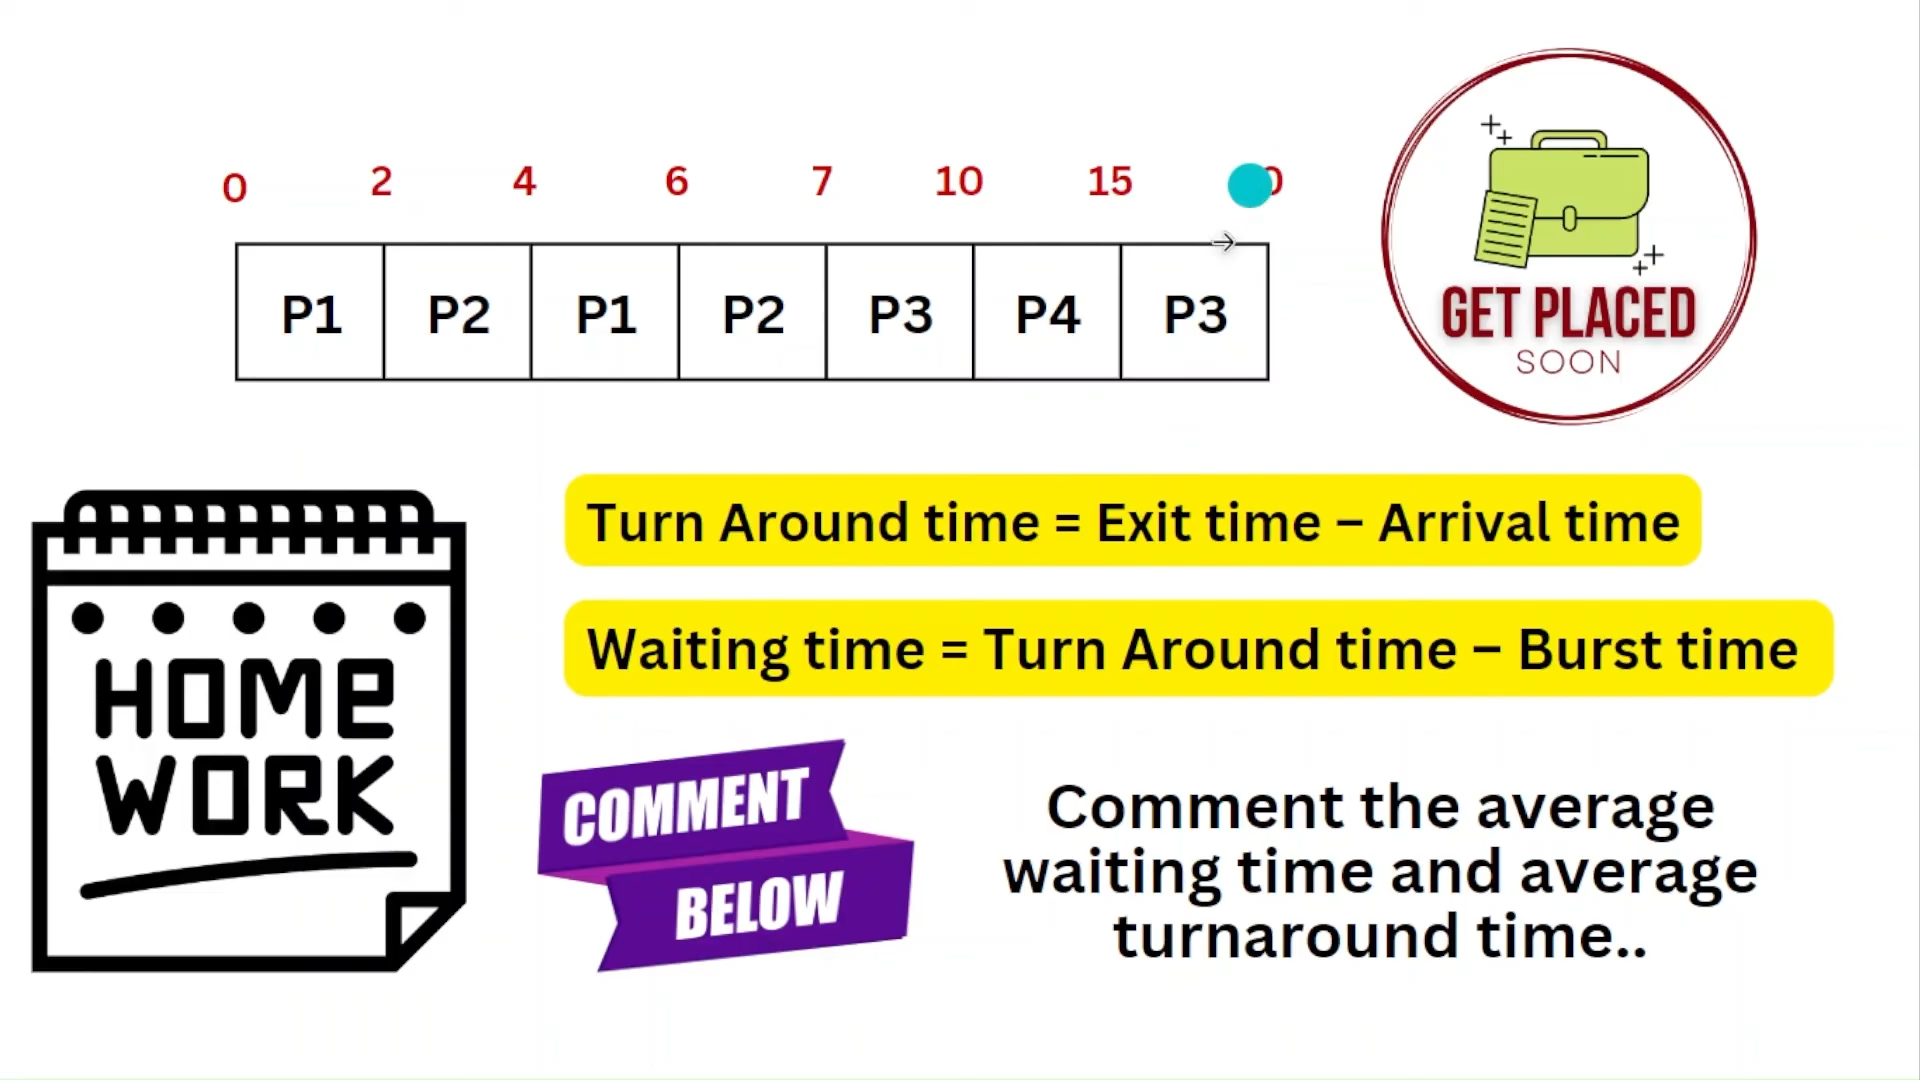 0 2 4 6 7 10 15
P1 P2 P1 P2 P3 P4 P3
GET PLACED
SOON
Turn Around time = Exit time – Arrival time
Waiting time = Turn Around time – Burst time
HOME
WORK
COMMENT
BELOW
Comment the average
waiting time and average
turnaround time..